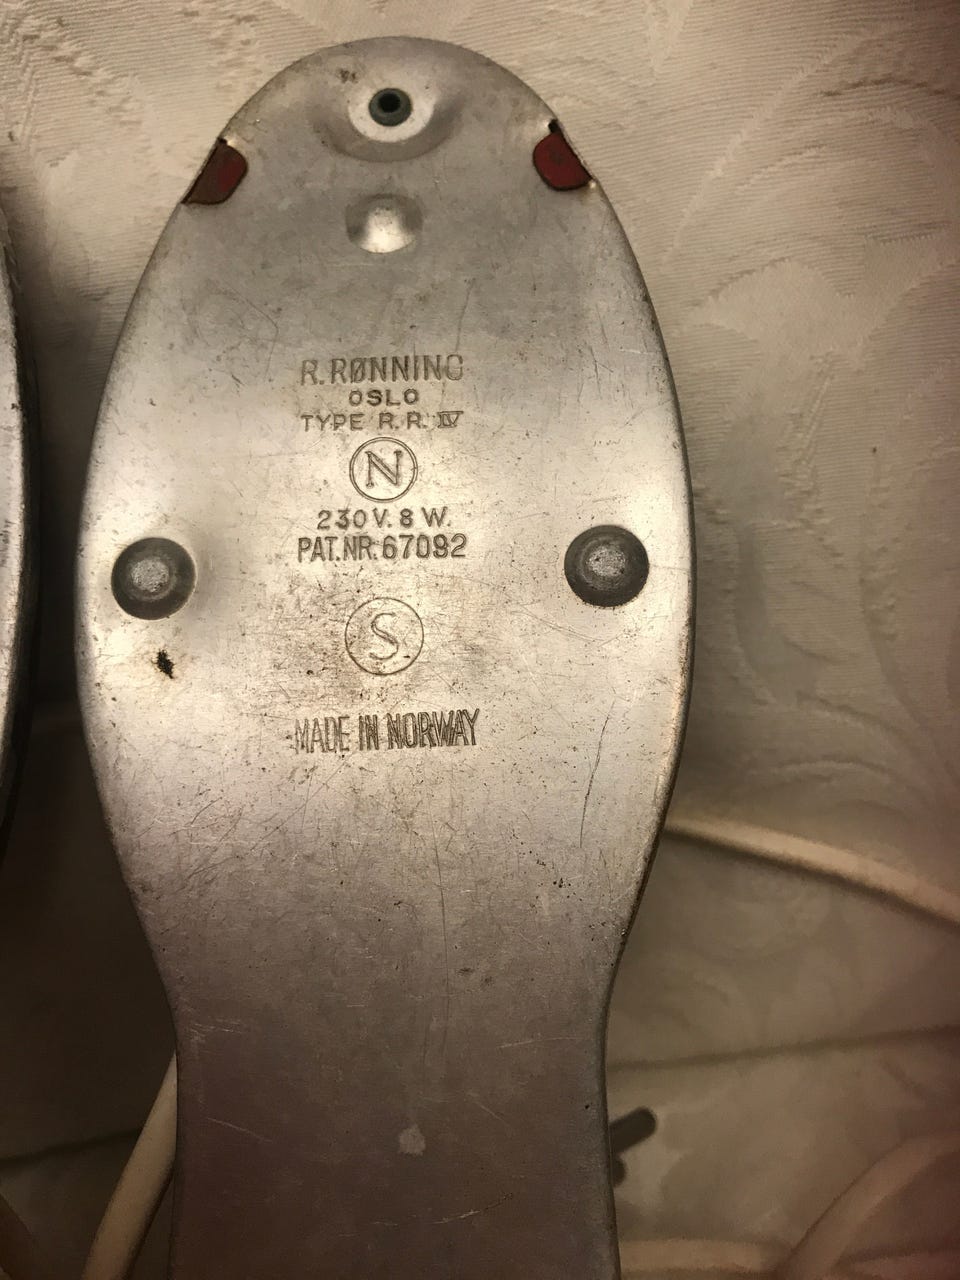 R. RØNNING
OSLO
TYPE R. R. IV
N
230 V. 8 W.
PAT. NR. 67092
S
MADE IN NORWAY